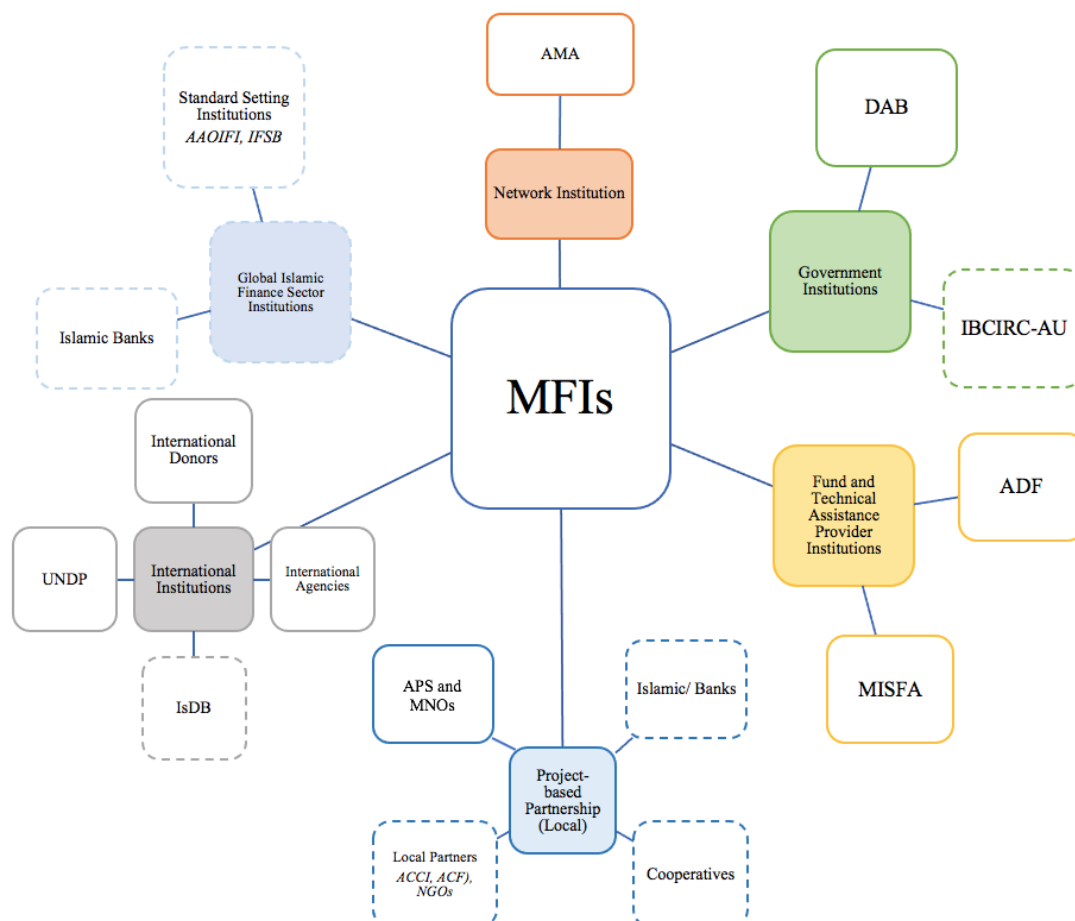 AMA
Standard Setting
Institutions
AAOIFI, IFSB
DAB
Network Institution
Global Islamic
Finance Sector
Institutions
Government
Institutions
Islamic Banks
IBCIRC-AU
MFIs
International
Donors
Fund and
Technical
Assistance
Provider
Institutions
ADF
UNDP
International
Institutions
International
Agencies
IsDB
APS and
MNOs
Islamic/ Banks
MISFA
Project-
based
Partnership
(Local)
Local Partners
ACCI, ACF),
NGOs
Cooperatives